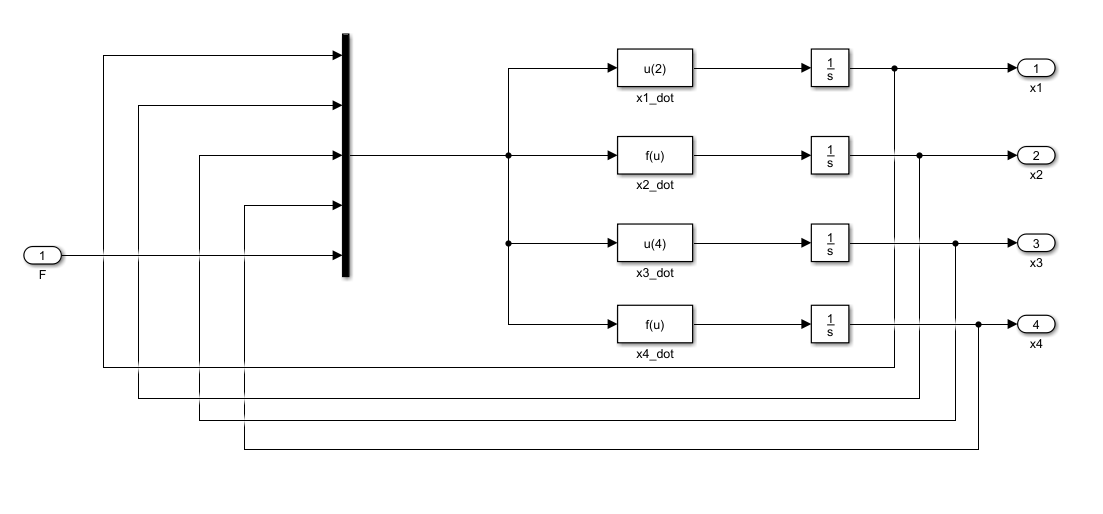 u(2)
1
s
1
x1_dot
x1
f(u)
1
s
2
x2_dot
x2
1
F
u(4)
1
s
3
x3_dot
x3
f(u)
1
s
4
x4_dot
x4